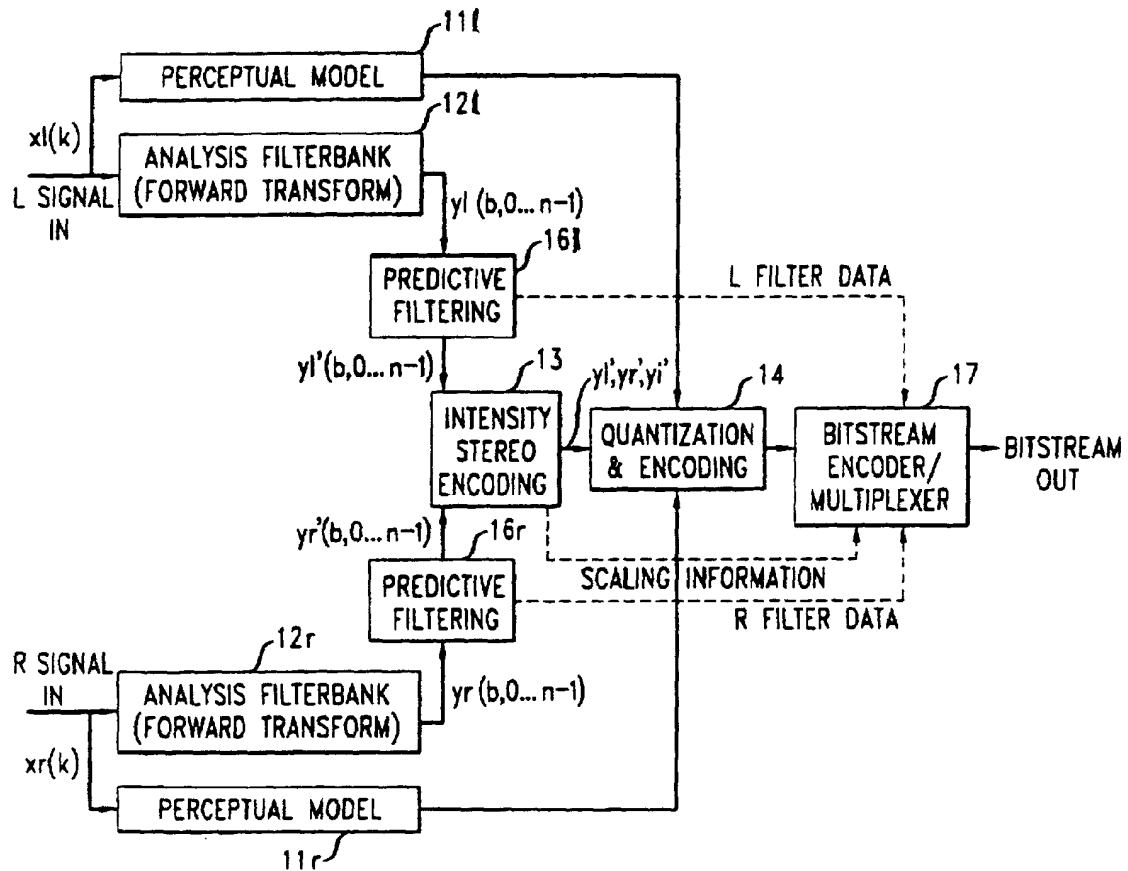 11l
PERCEPTUAL MODEL
12l
xl(k)
ANALYSIS FILTERBANK
(FORWARD TRANSFORM)
L SIGNAL
IN
yl (b,0... n-1)
16l
PREDICTIVE
FILTERING
L FILTER DATA
yl'(b,0... n-1)
13
yl',yr',yi'
14
17
INTENSITY
STEREO
ENCODING
QUANTIZATION
& ENCODING
BITSTREAM
ENCODER/
MULTIPLEXER
BITSTREAM
OUT
yr'(b,0... n-1)
16r
SCALING INFORMATION
PREDICTIVE
FILTERING
R FILTER DATA
12r
R SIGNAL
IN
ANALYSIS FILTERBANK
(FORWARD TRANSFORM)
yr (b,0... n-1)
xr(k)
PERCEPTUAL MODEL
11r